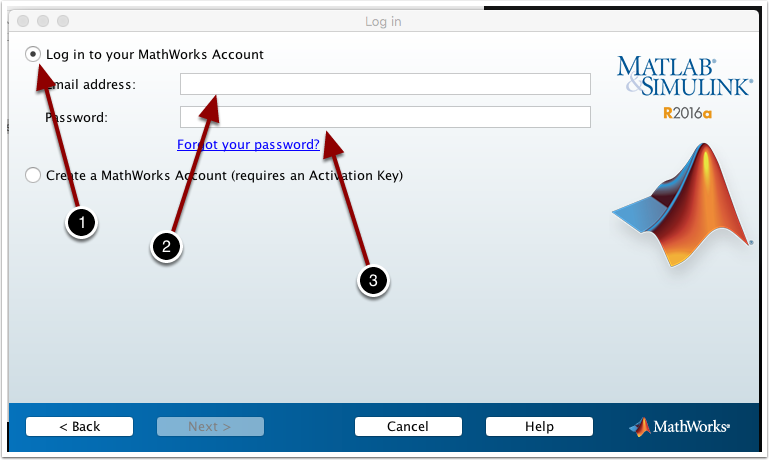 Log in
Log in to your MathWorks Account
Email address:
Password:
Forgot your password?
Create a MathWorks Account (requires an Activation Key)
MATLAB®
&SIMULINK®
R2016a
1
2
3
< Back
Next >
Cancel
Help
MathWorks®